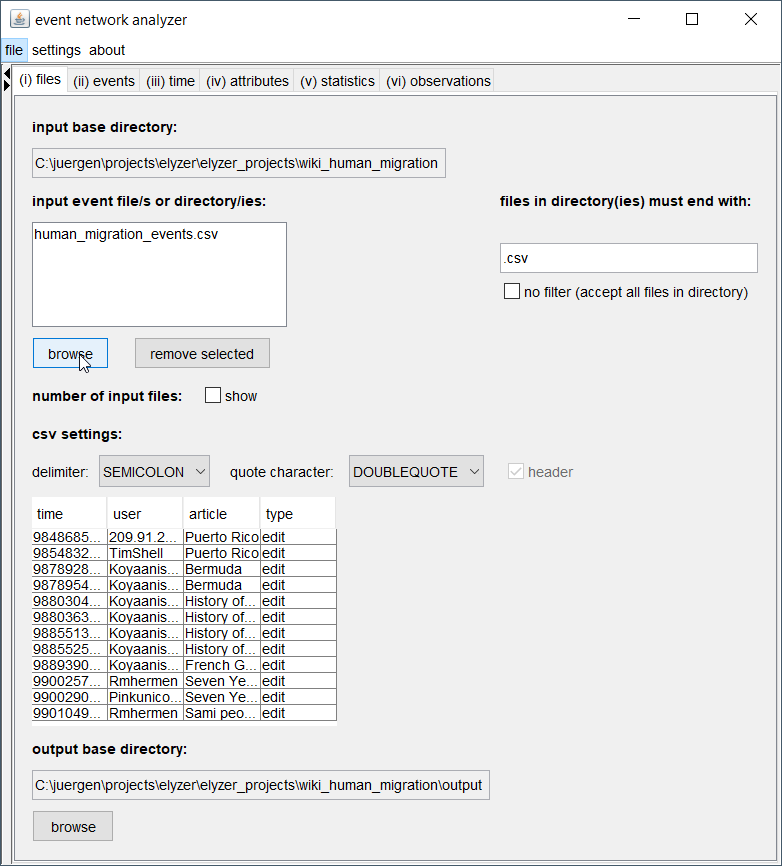 event network analyzer
file settings about
(i) files (ii) events (iii) time (iv) attributes (v) statistics (vi) observations
input base directory:
C:\juergen\projects\elyzer\elyzer_projects\wiki_human_migration
input event file/s or directory/ies: files in directory(ies) must end with:
human_migration_events.csv
.csv
no filter (accept all files in directory)
browse remove selected
number of input files: show
csv settings:
delimiter: SEMICOLON quote character: DOUBLEQUOTE header
time user article type
9848685... 209.91.2... Puerto Rico edit
9854832... TimShell Puerto Rico edit
9878928... Koyaanis... Bermuda edit
9878954... Koyaanis... Bermuda edit
9880304... Koyaanis... History of... edit
9880363... Koyaanis... History of... edit
9885513... Koyaanis... History of... edit
9885525... Koyaanis... History of... edit
9889390... Koyaanis... French G... edit
9900257... Rmhermen Seven Ye... edit
9900290... Pinkunico... Seven Ye... edit
9901049... Rmhermen Sami peo... edit
output base directory:
C:\juergen\projects\elyzer\elyzer_projects\wiki_human_migration\output
browse